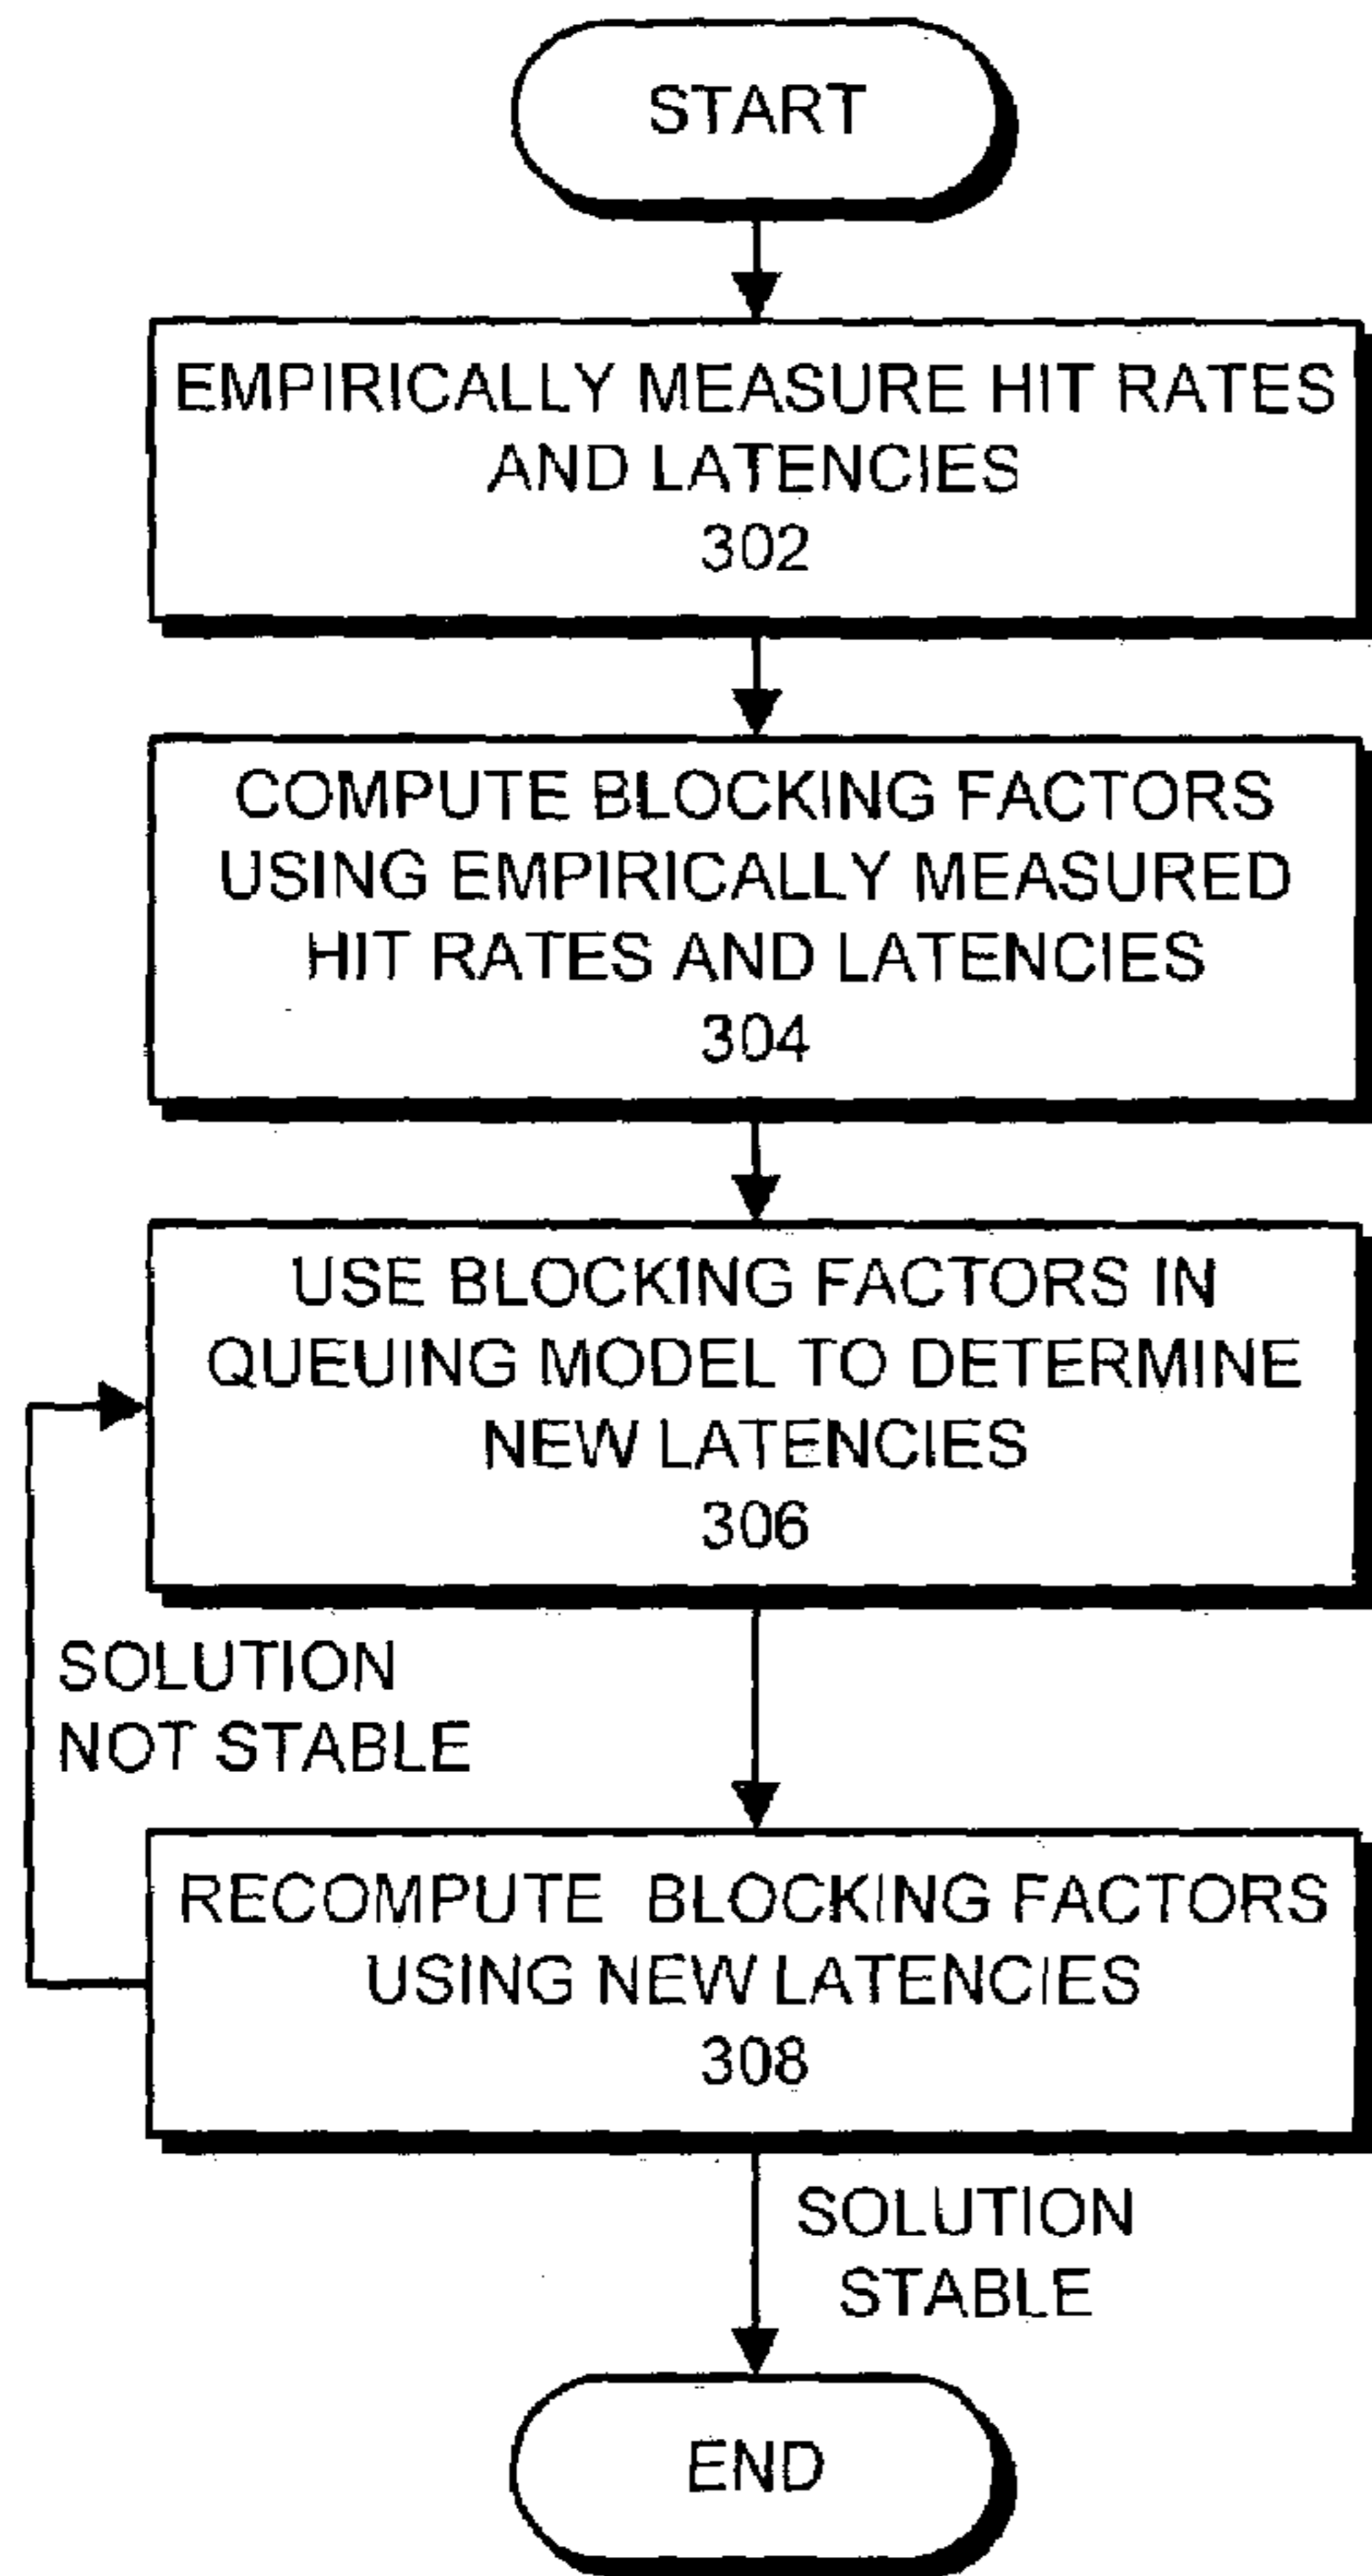 START
EMPIRICALLY MEASURE HIT RATES
AND LATENCIES
302
COMPUTE BLOCKING FACTORS
USING EMPIRICALLY MEASURED
HIT RATES AND LATENCIES
304
USE BLOCKING FACTORS IN
QUEUING MODEL TO DETERMINE
NEW LATENCIES
306
SOLUTION
NOT STABLE
RECOMPUTE BLOCKING FACTORS
USING NEW LATENCIES
308
SOLUTION
STABLE
END